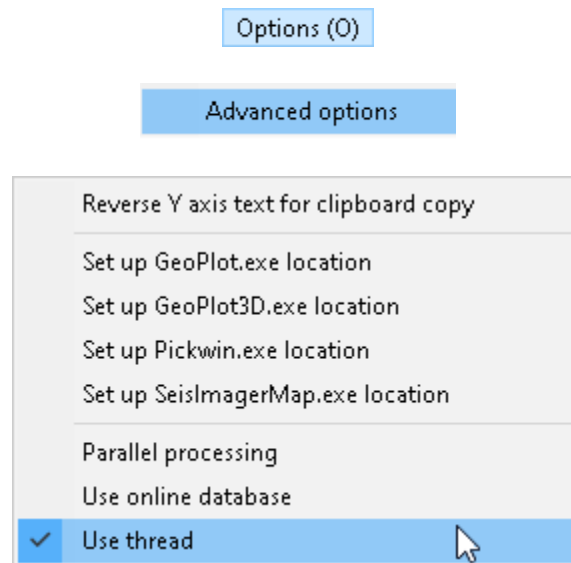 Options (O)
Advanced options
Reverse Y axis text for clipboard copy
Set up GeoPlot.exe location
Set up GeoPlot3D.exe location
Set up Pickwin.exe location
Set up SeisImagerMap.exe location
Parallel processing
Use online database
Use thread